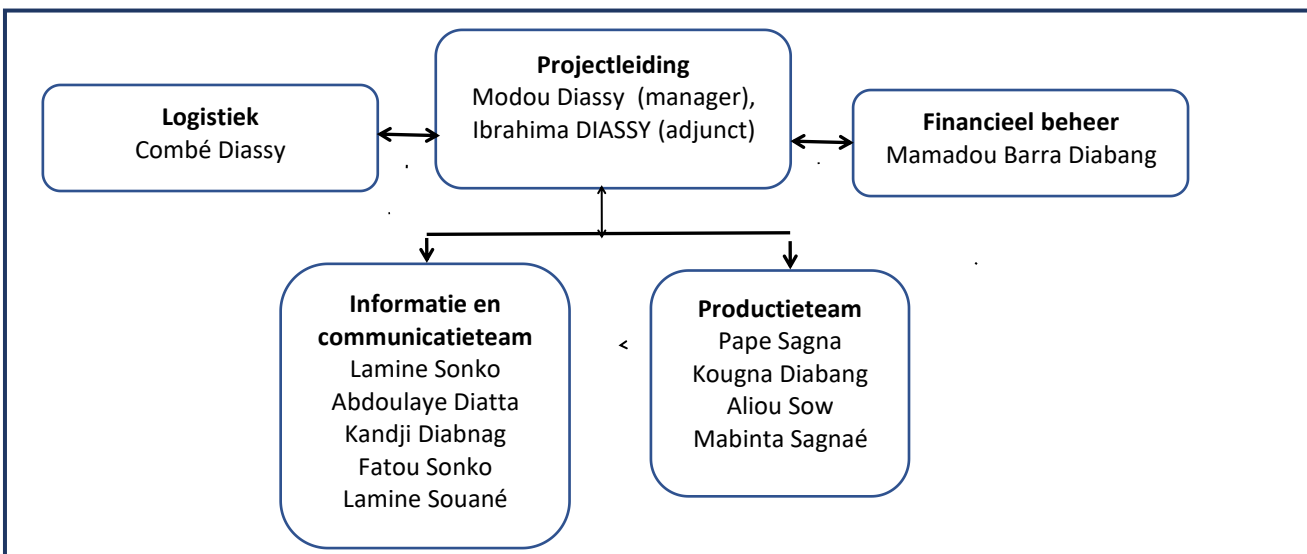 Projectleiding
Modou Diassy (manager),
Ibrahima DIASSY (adjunct)
Logistiek
Combé Diassy
Financieel beheer
Mamadou Barra Diabang
Informatie en
communicatieteam
Lamine Sonko
Abdoulaye Diatta
Kandji Diabnag
Fatou Sonko
Lamine Souané
Productieteam
Pape Sagna
Kougna Diabang
Aliou Sow
Mabinta Sagnaé